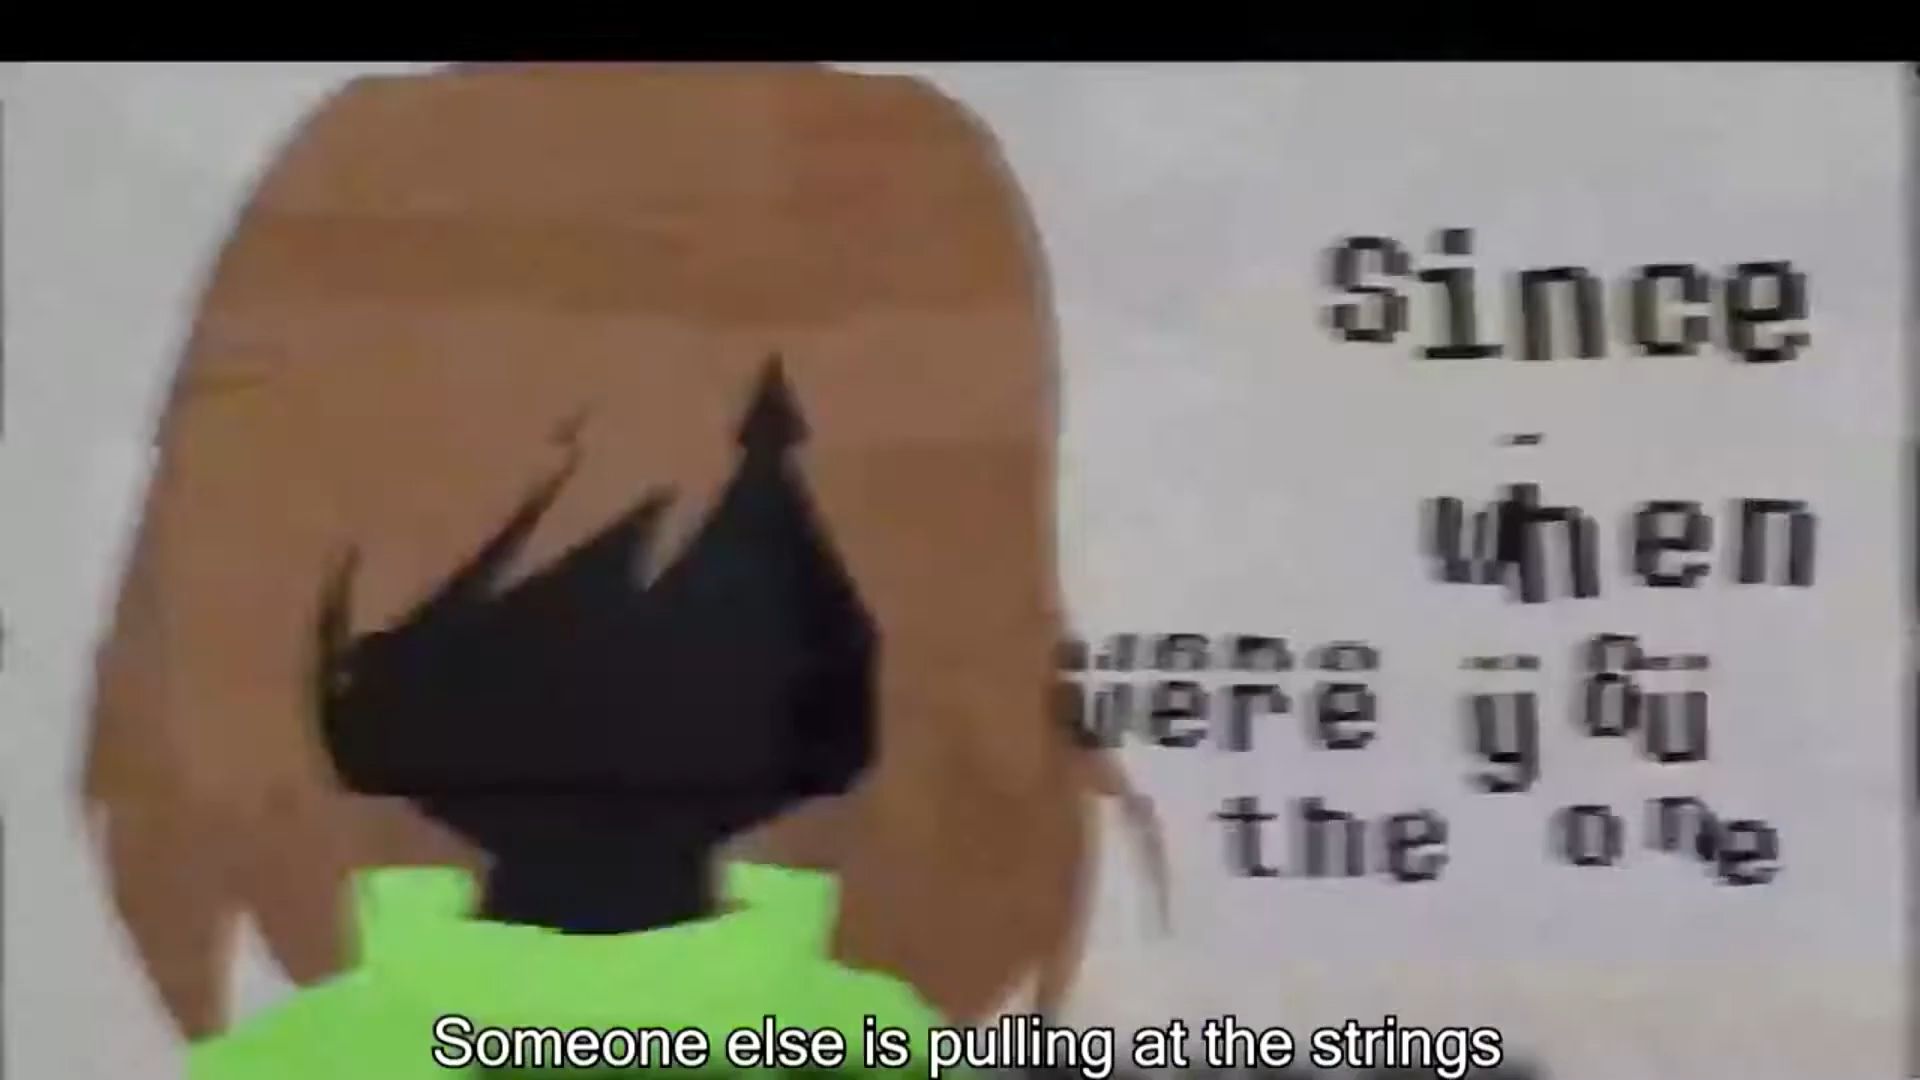 Since
when
were you
the one
Someone else is pulling at the strings